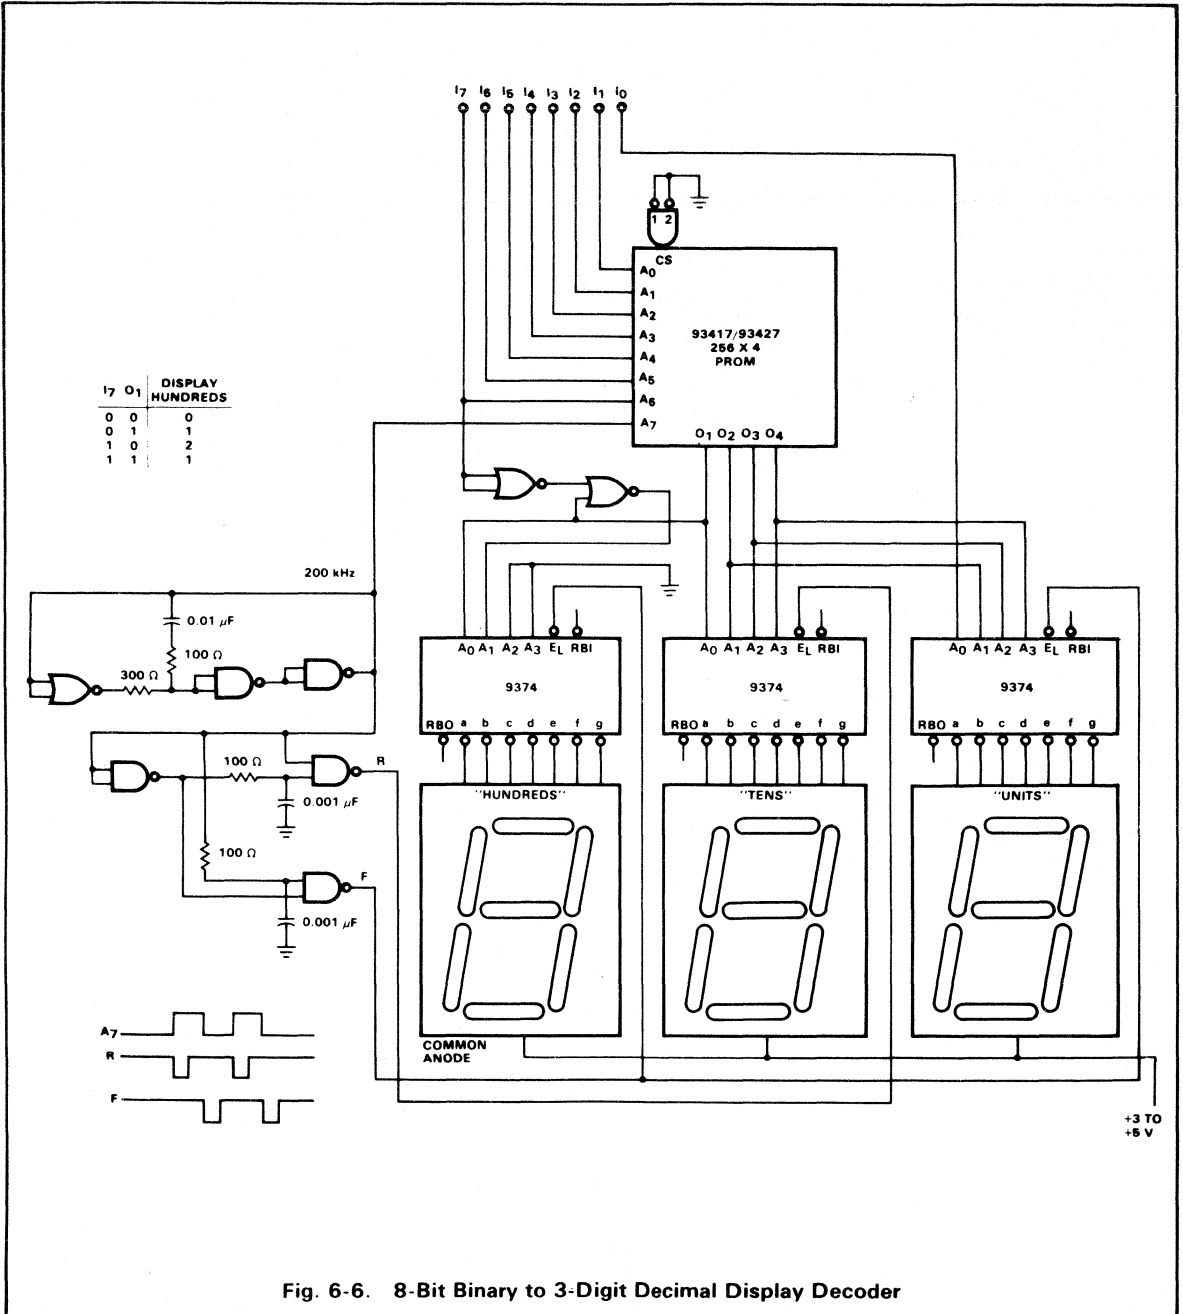 I7 I6 I5 I4 I3 I2 I1 I0
1 2
CS
A0
A1
A2
A3
A4
A5
A6
A7
93417/93427
256 X 4
PROM
O1 O2 O3 O4
I7 O1 DISPLAY HUNDREDS
0 0 0
0 1 1
1 0 2
1 1 1
200 kHz
0.01 µF
100 Ω
300 Ω
A0 A1 A2 A3 EL RBI
9374
RBO a b c d e f g
A0 A1 A2 A3 EL RBI
9374
RBO a b c d e f g
A0 A1 A2 A3 EL RBI
9374
RBO a b c d e f g
100 Ω
R
0.001 µF
100 Ω
F
0.001 µF
"HUNDREDS"
"TENS"
"UNITS"
COMMON
ANODE
A7
R
F
+3 TO
+5 V
Fig. 6-6. 8-Bit Binary to 3-Digit Decimal Display Decoder